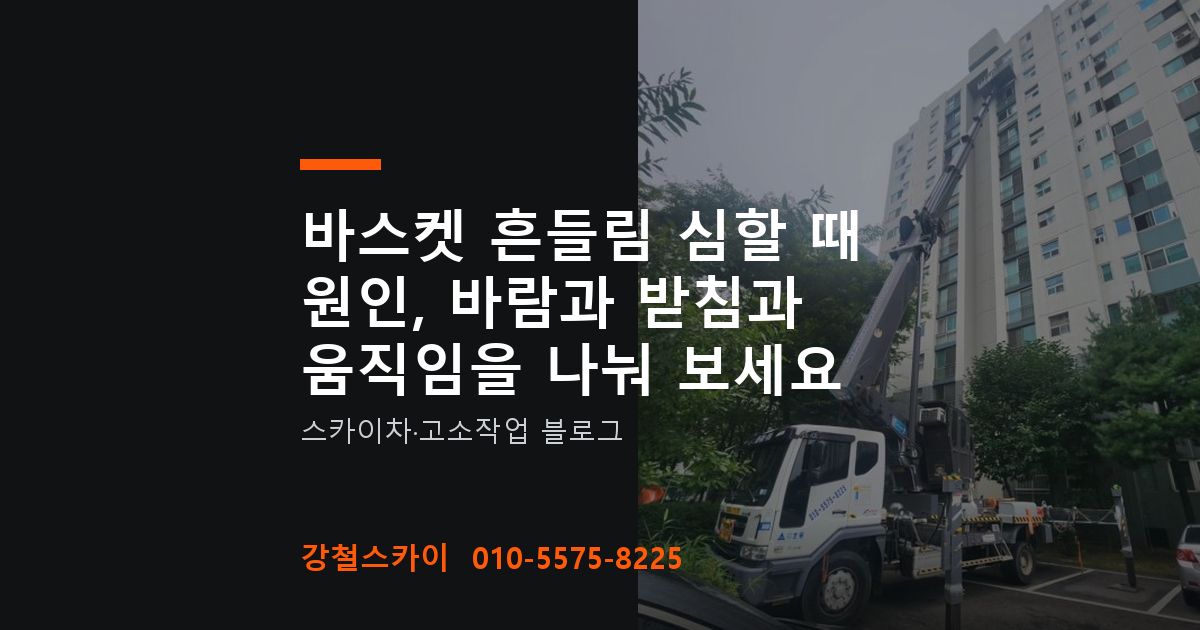 바스켓 흔들림 심할 때
원인, 바람과 받침과
움직임을 나눠 보세요
스카이차·고소작업 블로그
강철스카이 010-5575-8225